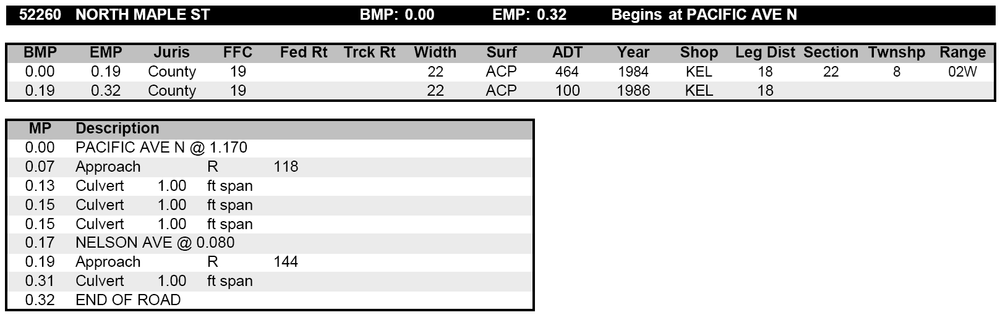 52260 NORTH MAPLE ST BMP: 0.00 EMP: 0.32 Begins at PACIFIC AVE N
BMP EMP Juris FFC Fed Rt Trck Rt Width Surf ADT Year Shop Leg Dist Section Twnshp Range
0.00 0.19 County 19 22 ACP 464 1984 KEL 18 22 8 02W
0.19 0.32 County 19 22 ACP 100 1986 KEL 18
MP Description
0.00 PACIFIC AVE N @ 1.170
0.07 Approach R 118
0.13 Culvert 1.00 ft span
0.15 Culvert 1.00 ft span
0.15 Culvert 1.00 ft span
0.17 NELSON AVE @ 0.080
0.19 Approach R 144
0.31 Culvert 1.00 ft span
0.32 END OF ROAD